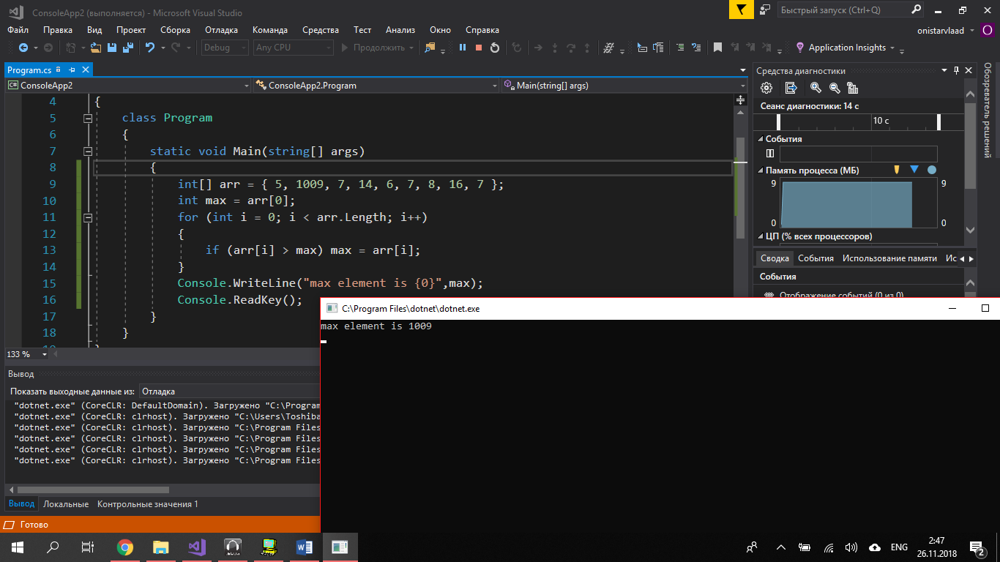 ConsoleApp2 (выполняется) - Microsoft Visual Studio
Быстрый запуск (Ctrl+Q)
Файл Правка Вид Проект Сборка Отладка Команда Средства Тест Анализ Окно Справка
onistarvlaad O
Debug Any CPU Продолжить Application Insights
Program.cs
ConsoleApp2 ConsoleApp2.Program Main(string[] args)
4 {
5 class Program
6 {
7 static void Main(string[] args)
8 {
9 int[] arr = { 5, 1009, 7, 14, 6, 7, 8, 16, 7 };
10 int max = arr[0];
11 for (int i = 0; i < arr.Length; i++)
12 {
13 if (arr[i] > max) max = arr[i];
14 }
15 Console.WriteLine("max element is {0}",max);
16 Console.ReadKey();
17 }
18 }
133 %
Средства диагностики
Сеанс диагностики: 14 с
10 с
События
Память процесса (МБ)
9 9
0 0
ЦП (% всех процессоров)
Сводка События Использование памяти Ис
События
Отображение событий (0 из 0)
Обозреватель решений
Вывод
Показать выходные данные из: Отладка
"dotnet.exe" (CoreCLR: DefaultDomain). Загружено "C:\Program
"dotnet.exe" (CoreCLR: clrhost). Загружено "C:\Users\Toshiba
"dotnet.exe" (CoreCLR: clrhost). Загружено "C:\Program Files
"dotnet.exe" (CoreCLR: clrhost). Загружено "C:\Program Files
"dotnet.exe" (CoreCLR: clrhost). Загружено "C:\Program Files
"dotnet.exe" (CoreCLR: clrhost). Загружено "C:\Program Files
Вывод Локальные Контрольные значения 1
Готово
C:\Program Files\dotnet\dotnet.exe
max element is 1009
ENG
2:47
26.11.2018
2